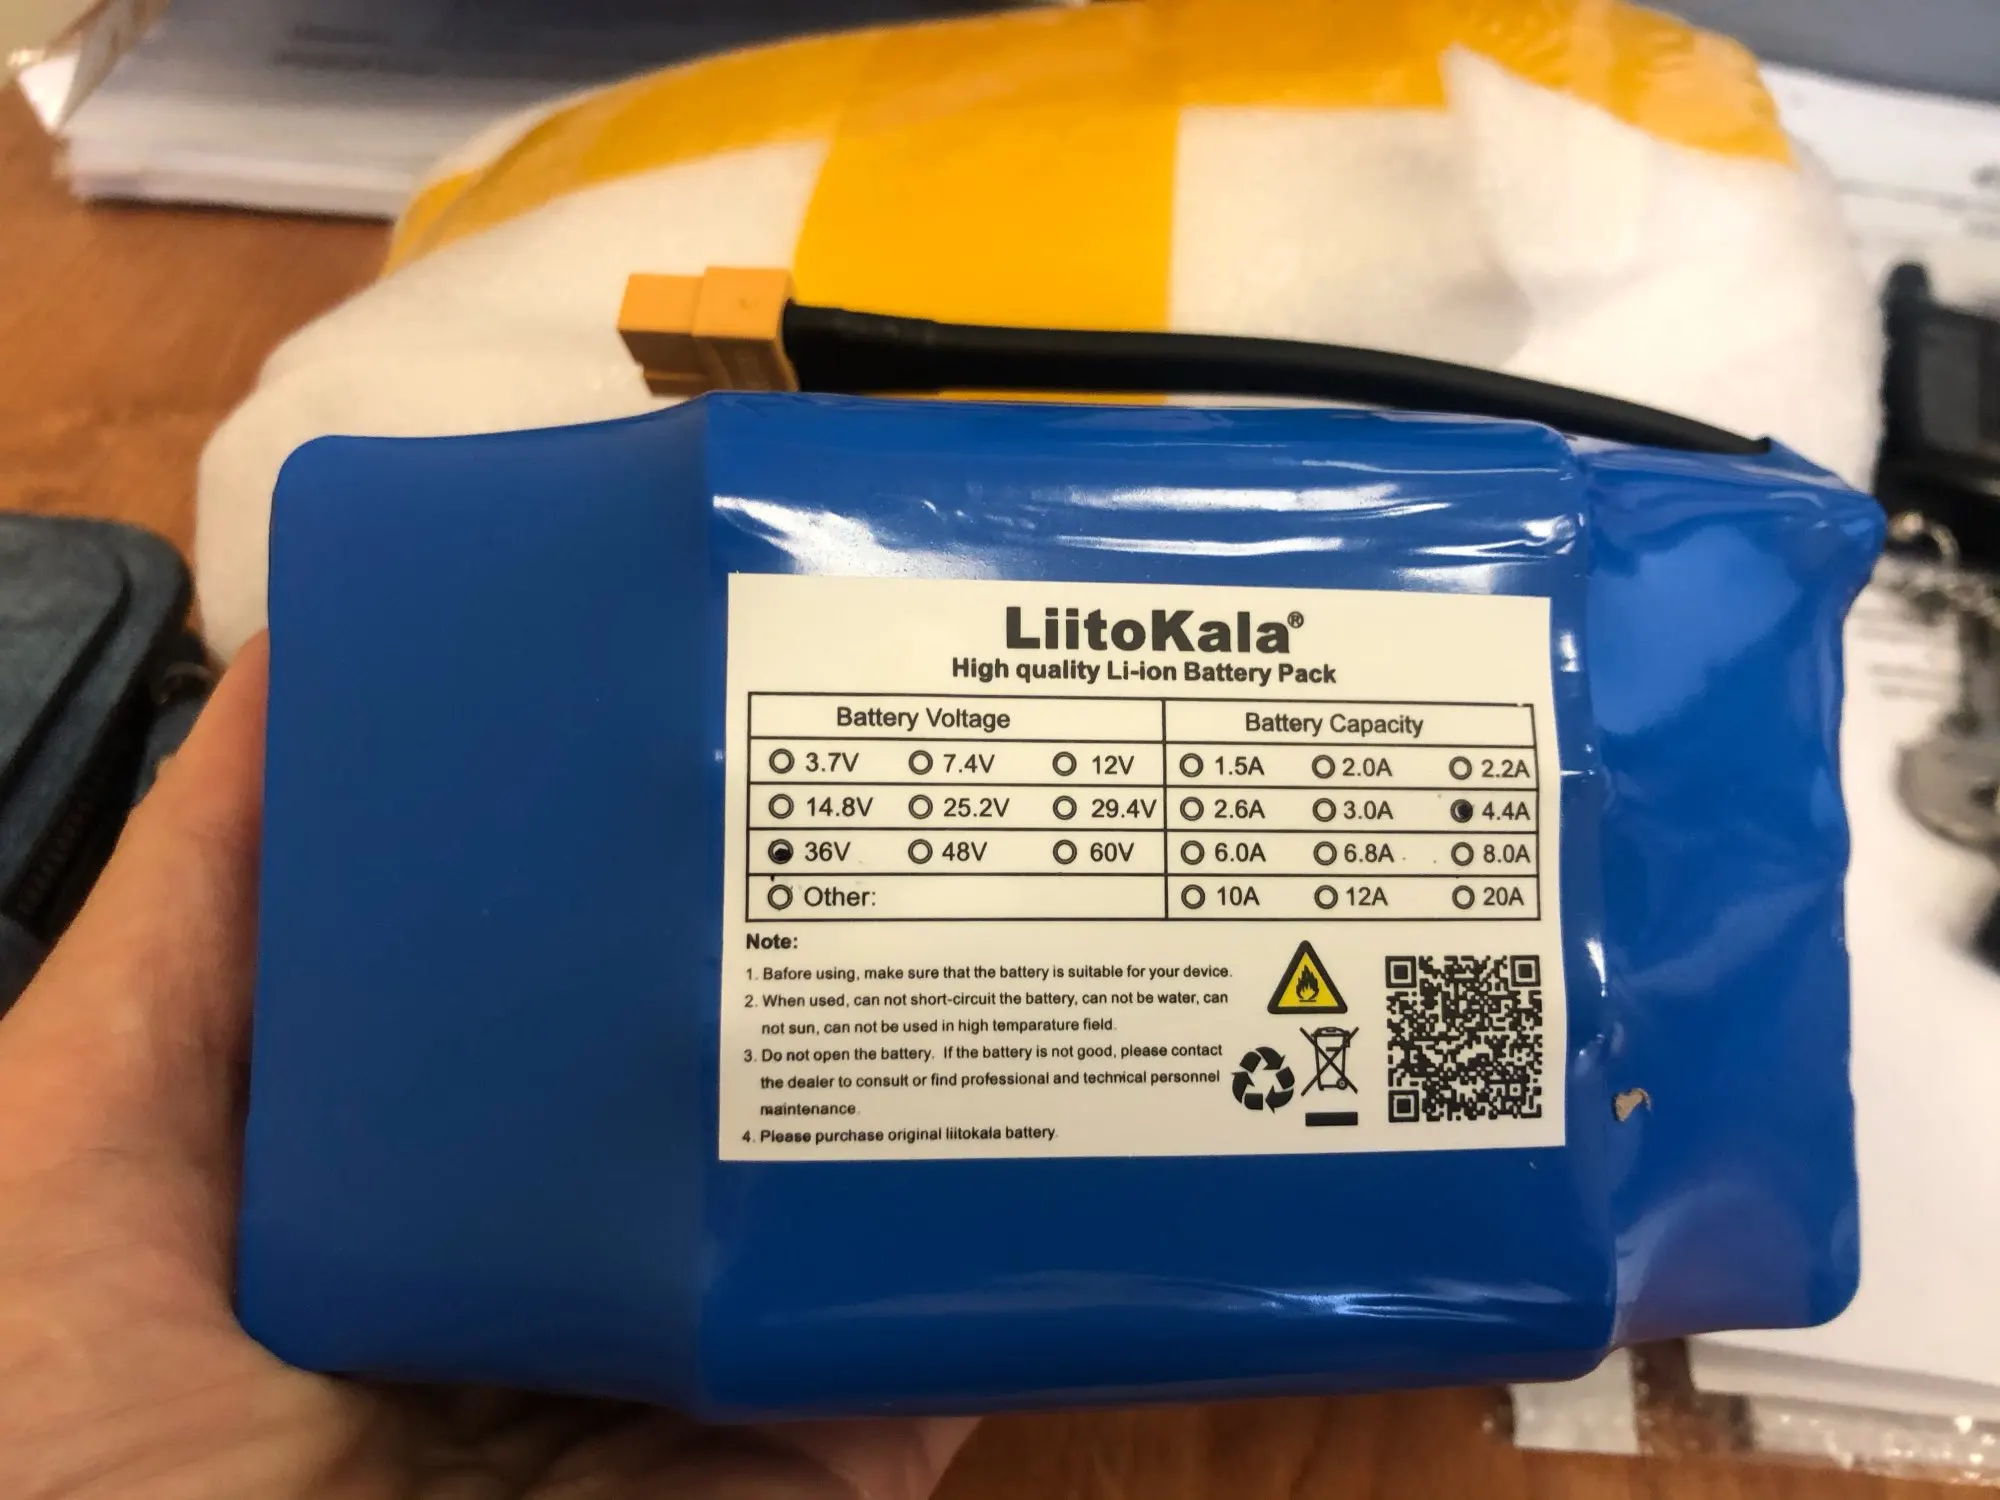 LiitoKala®
High quality Li-ion Battery Pack
Battery Voltage Battery Capacity
3.7V 7.4V 12V 1.5A 2.0A 2.2A
14.8V 25.2V 29.4V 2.6A 3.0A 4.4A
36V 48V 60V 6.0A 6.8A 8.0A
Other: 10A 12A 20A
Note:
1. Bafore using, make sure that the battery is suitable for your device.
2. When used, can not short-circuit the battery, can not be water, can
not sun, can not be used in high temparature field.
3. Do not open the battery. If the battery is not good, please contact
the dealer to consult or find professional and technical personnel
maintenance.
4. Please purchase original liitokala battery.